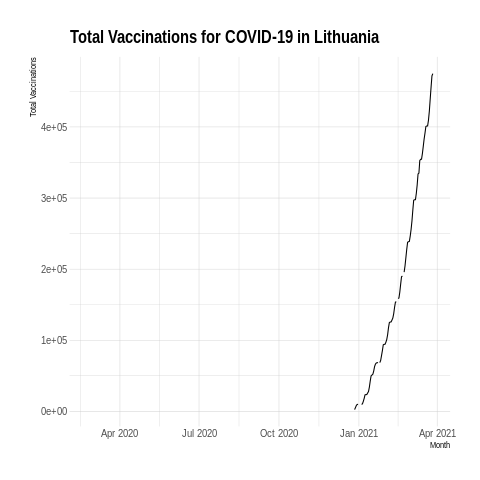 Total Vaccinations for COVID-19 in Lithuania
Total Vaccinations
4e+05
3e+05
2e+05
1e+05
0e+00
Apr 2020 Jul 2020 Oct 2020 Jan 2021 Apr 2021
Month